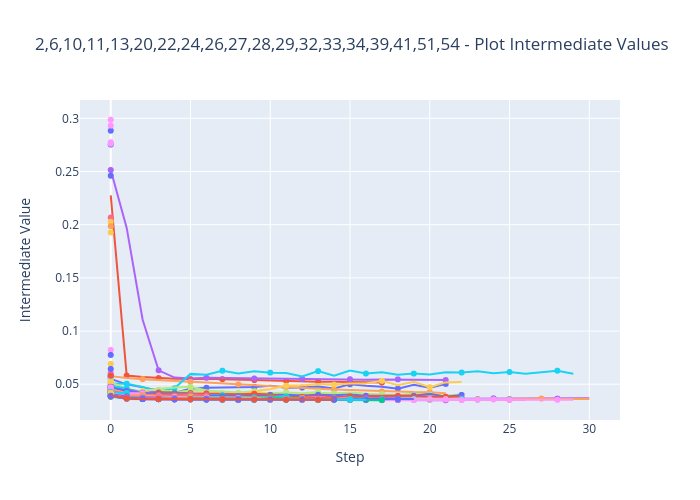 2,6,10,11,13,20,22,24,26,27,28,29,32,33,34,39,41,51,54 - Plot Intermediate Values
0.3
0.25
0.2
0.15
0.1
0.05
0 5 10 15 20 25 30
Intermediate Value
Step